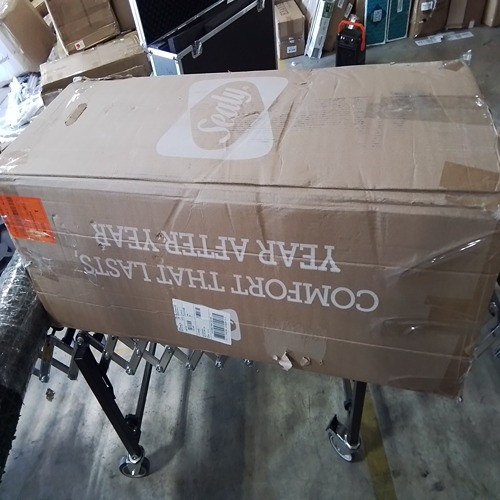 Sealy
COMFORT THAT LASTS,
YEAR AFTER YEAR